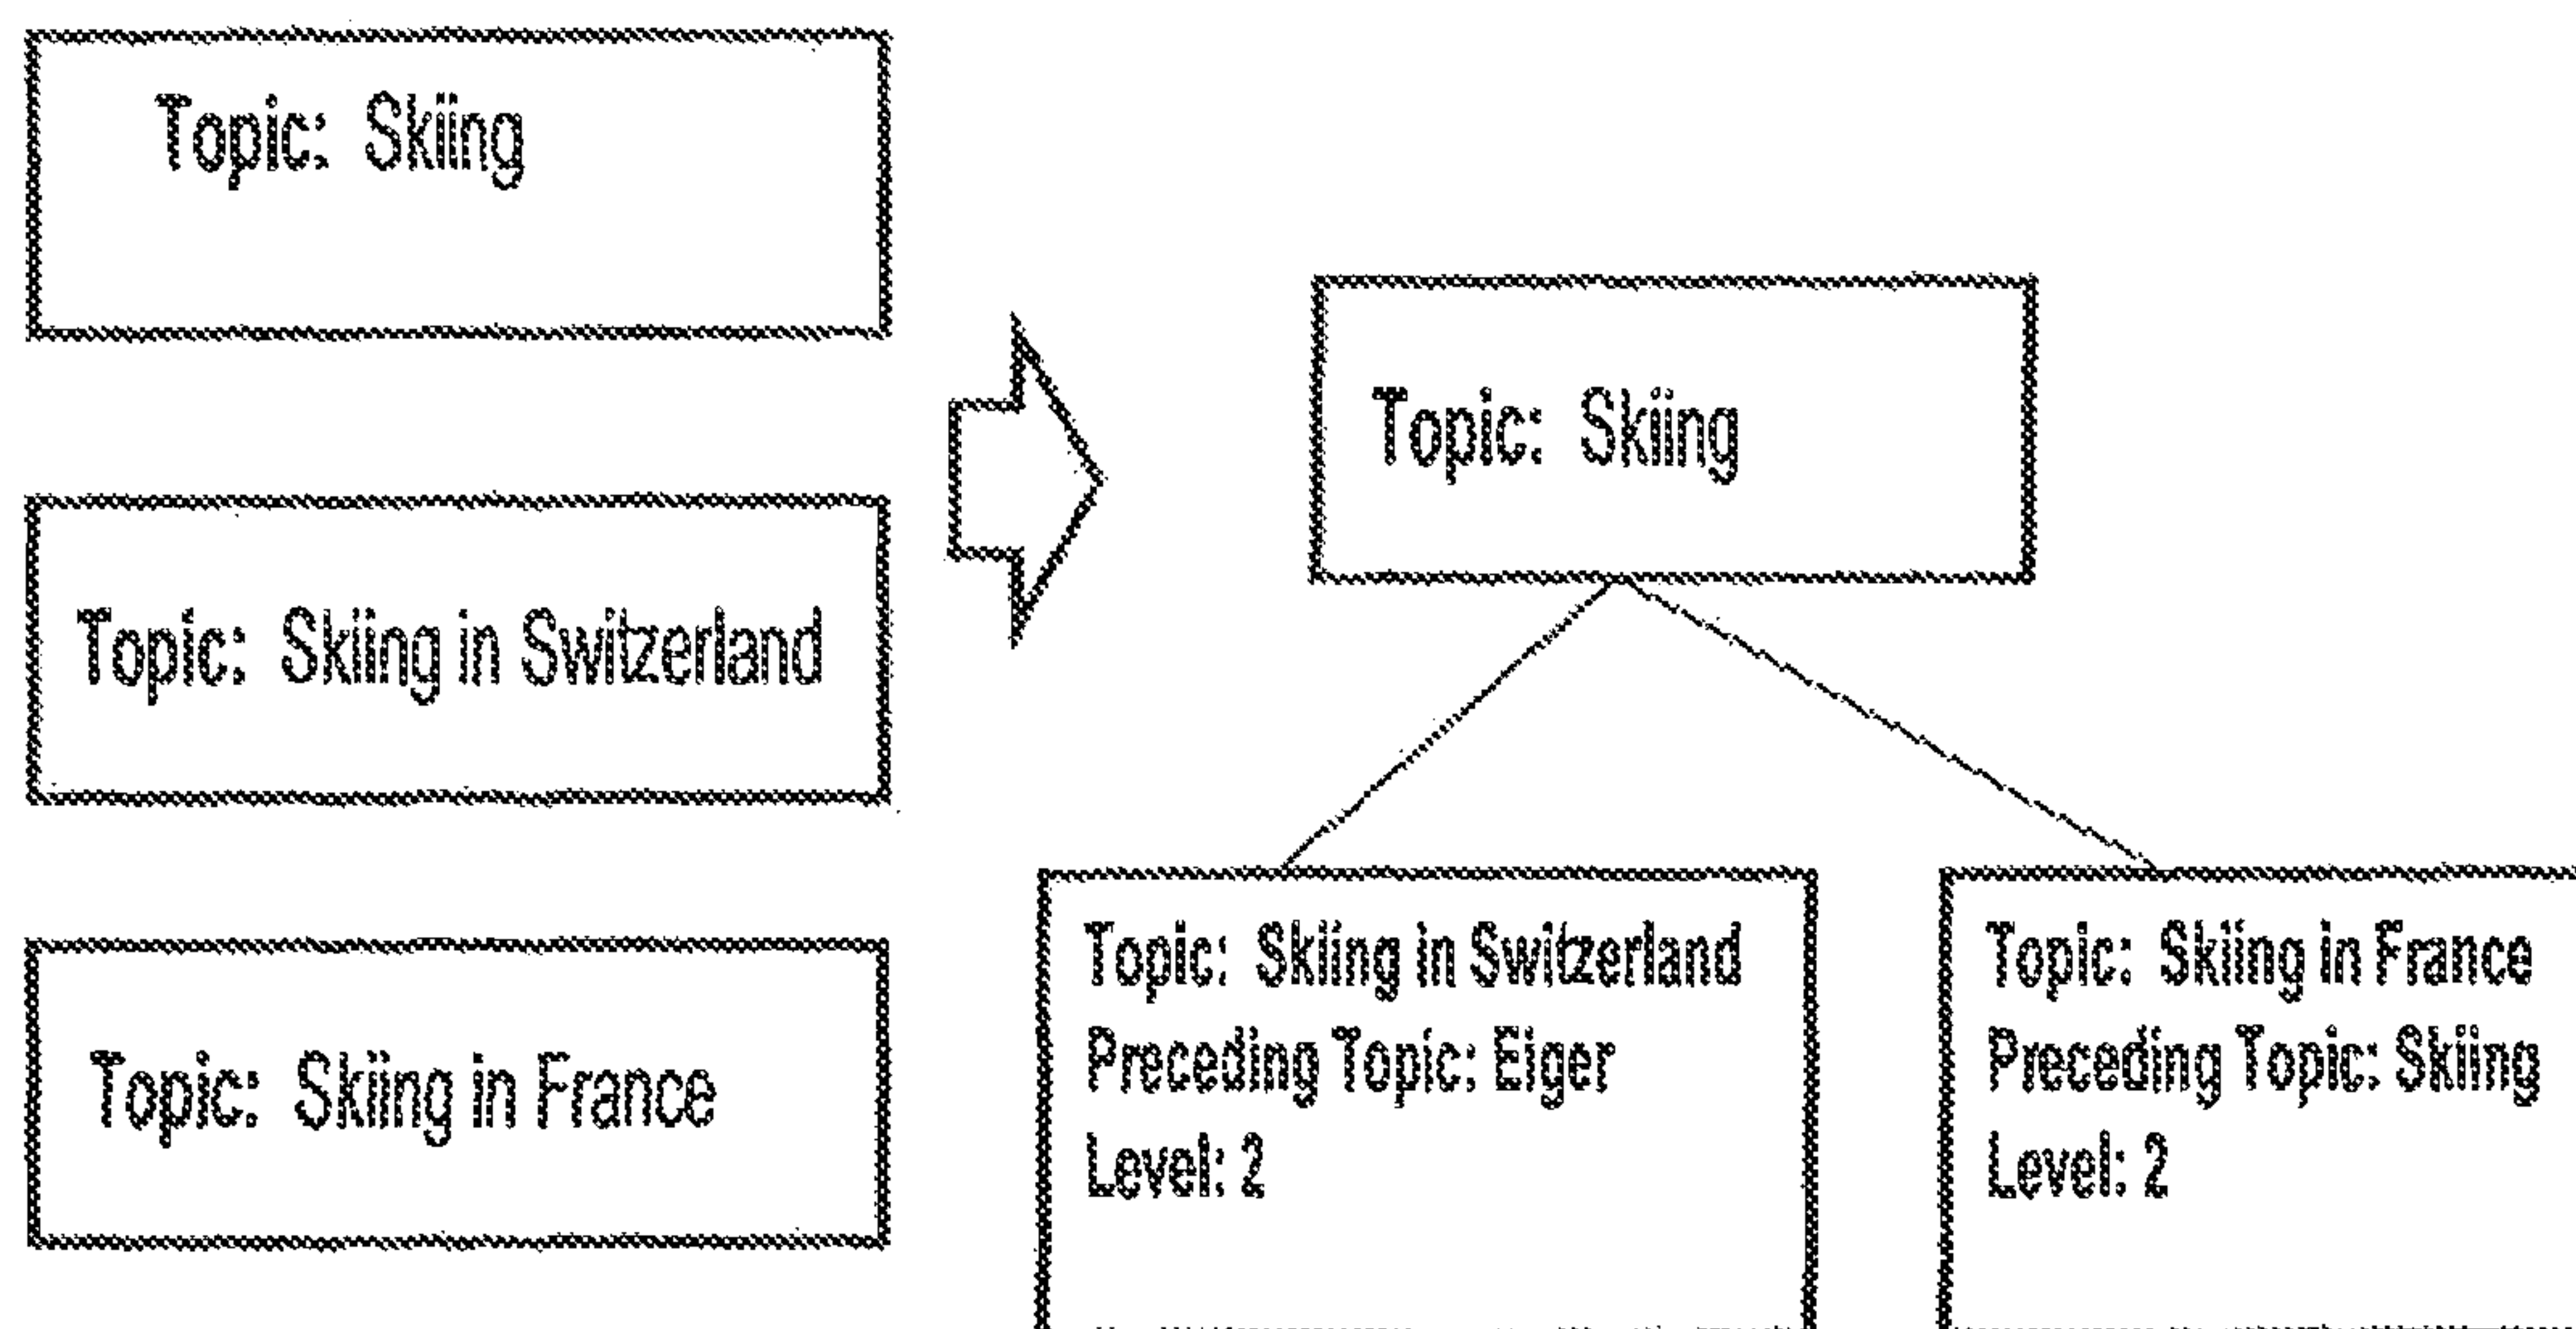 Topic: Skiing
Topic: Skiing in Switzerland
Topic: Skiing in France
Topic: Skiing
Topic: Skiing in Switzerland
Preceding Topic: Eiger
Level: 2
Topic: Skiing in France
Preceding Topic: Skiing
Level: 2